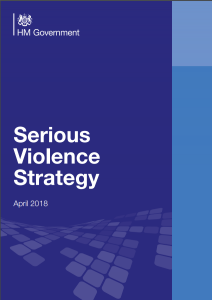 HM Government
Serious
Violence
Strategy
April 2018